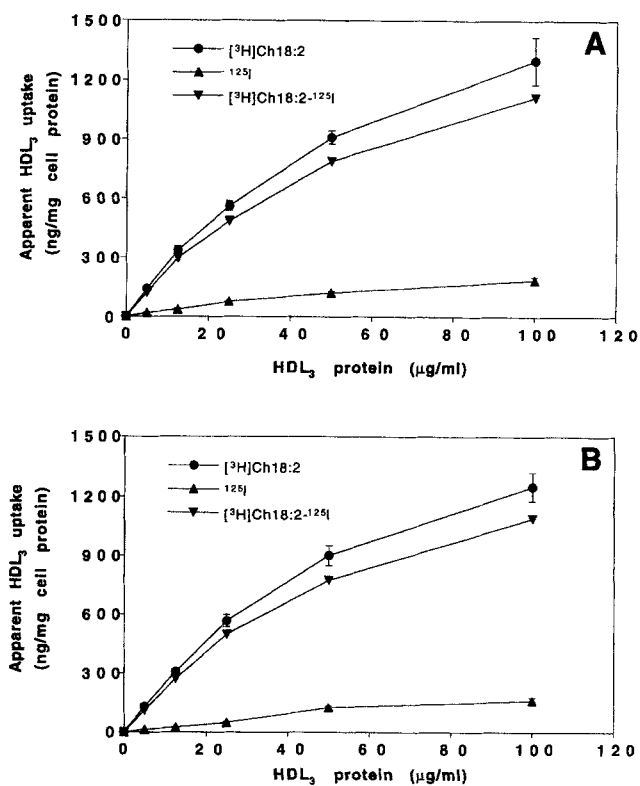 A
[³H]Ch18:2
¹²⁵I
[³H]Ch18:2-¹²⁵I
Apparent HDL₃ uptake
(ng/mg cell protein)
1500
1200
900
600
300
0
0 20 40 60 80 100 120
HDL₃ protein (µg/ml)
B
[³H]Ch18:2
¹²⁵I
[³H]Ch18:2-¹²⁵I
Apparent HDL₃ uptake
(ng/mg cell protein)
1500
1200
900
600
300
0
0 20 40 60 80 100 120
HDL₃ protein (µg/ml)